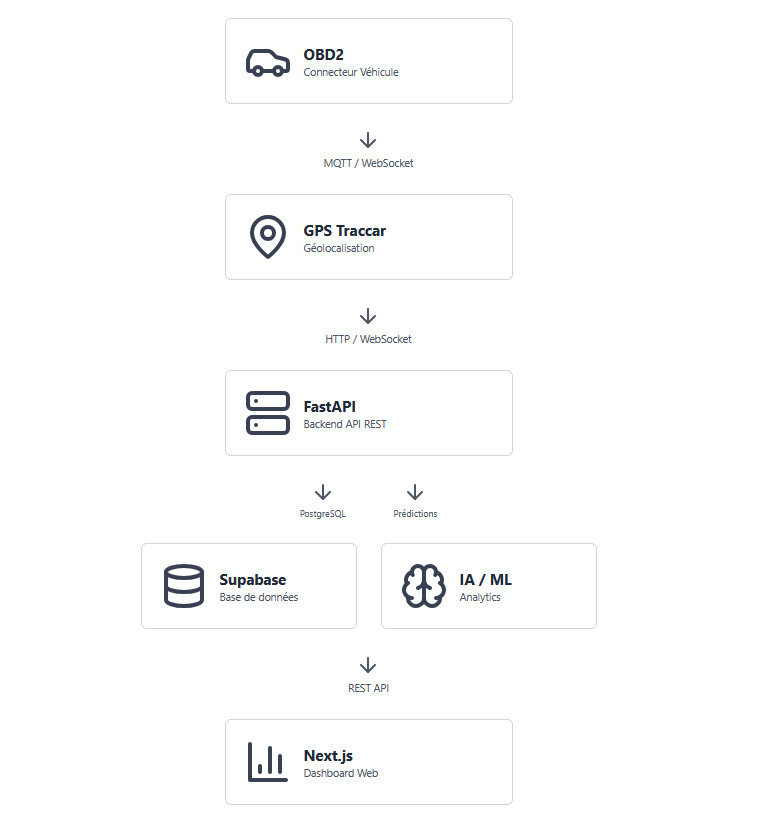 OBD2
Connecteur Véhicule
MQTT / WebSocket
GPS Traccar
Géolocalisation
HTTP / WebSocket
FastAPI
Backend API REST
PostgreSQL
Prédictions
Supabase
Base de données
IA / ML
Analytics
REST API
Next.js
Dashboard Web